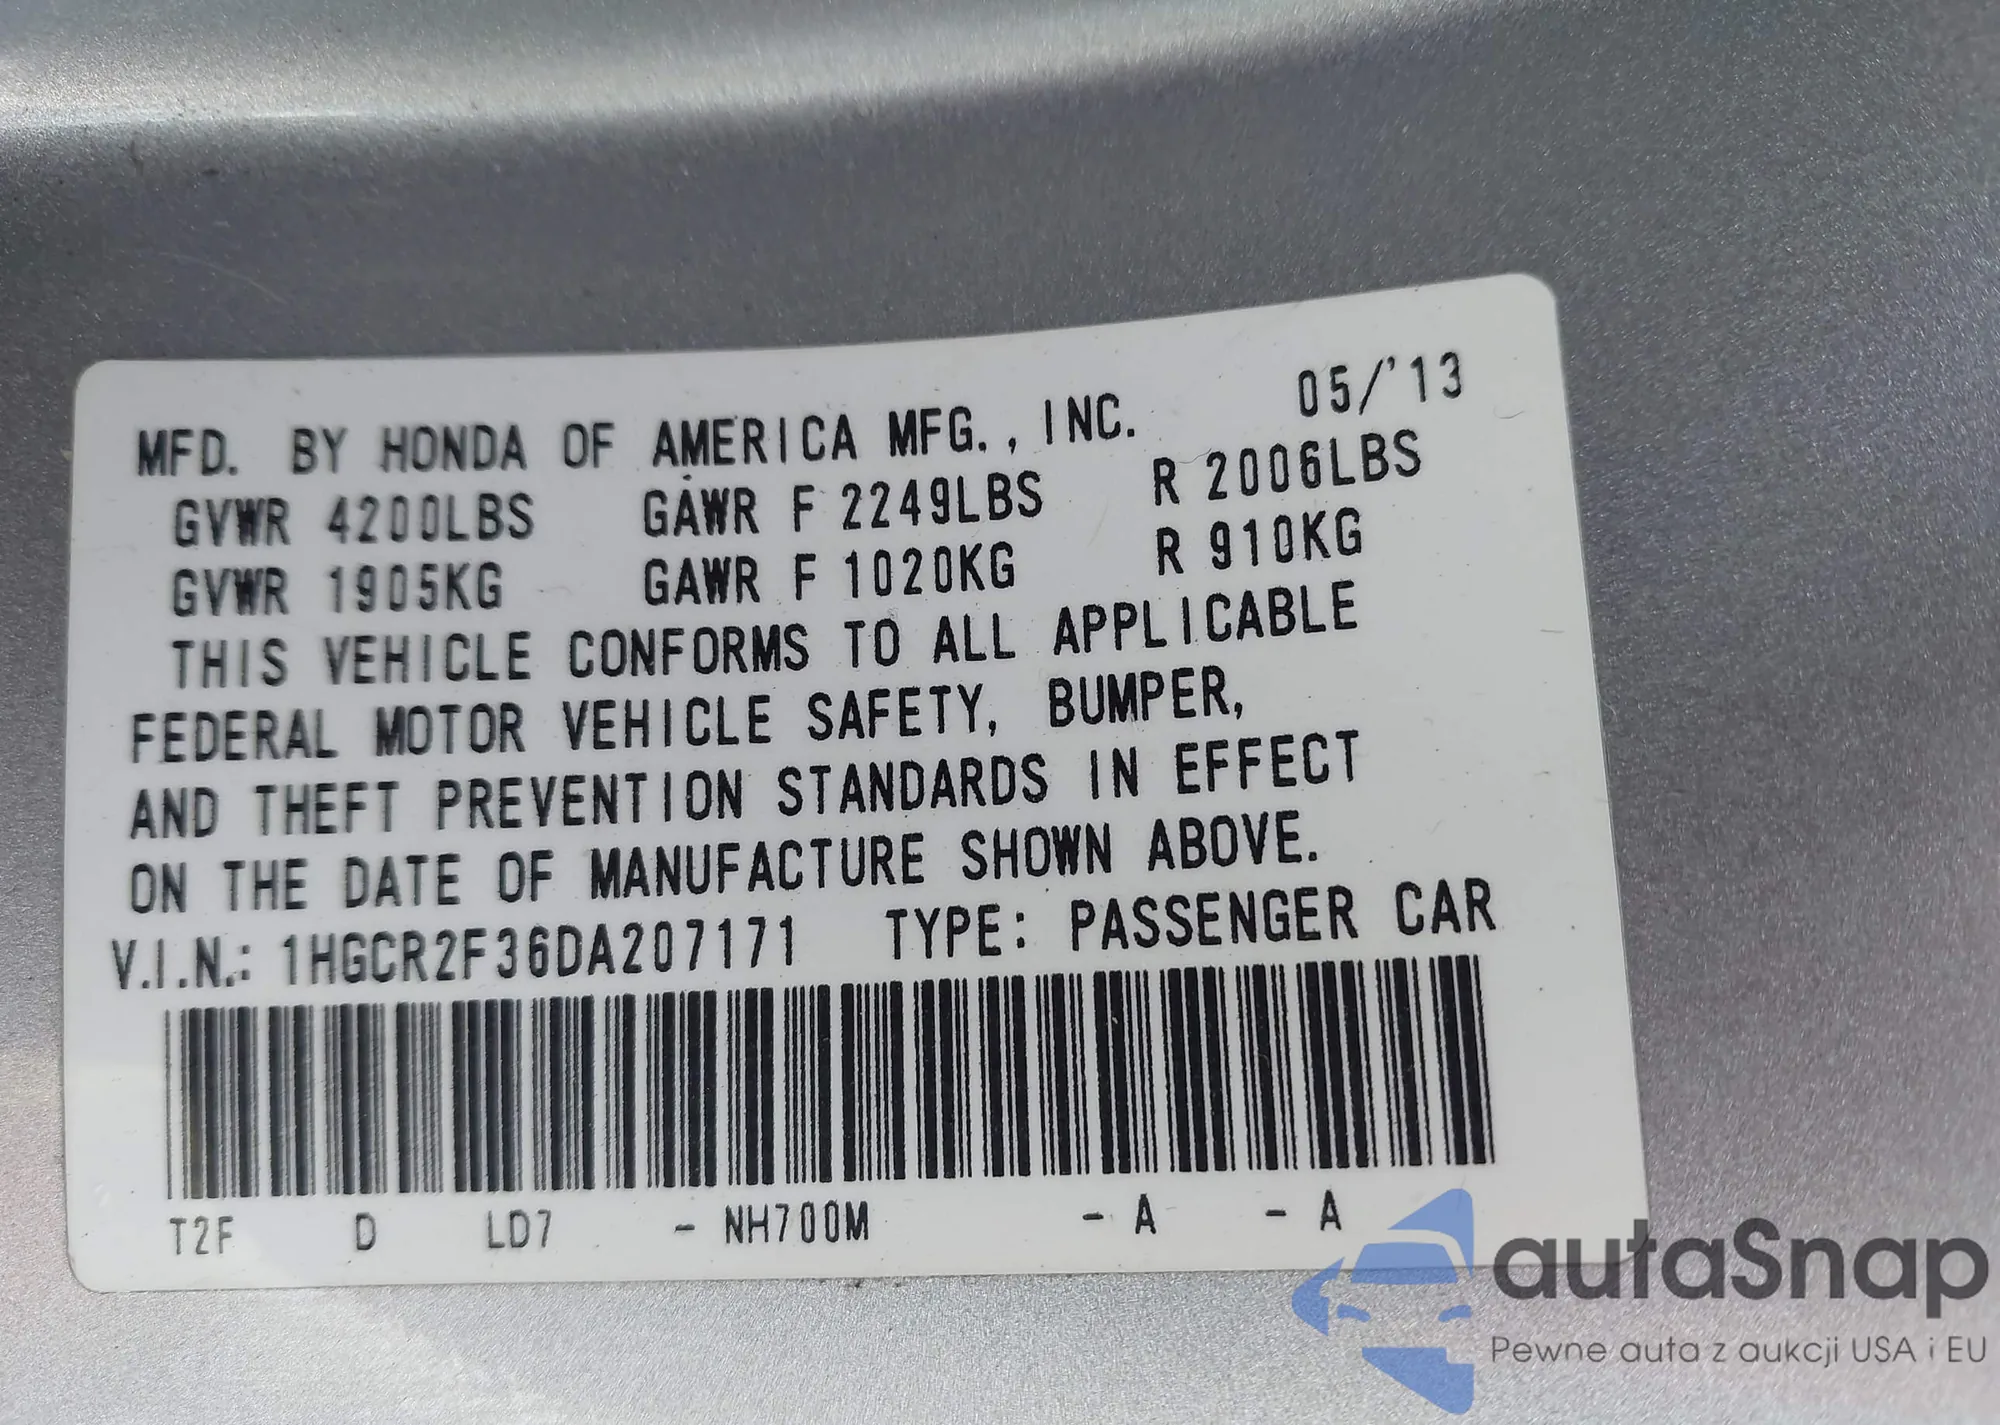 MFD. BY HONDA OF AMERICA MFG., INC. 05/'13
GVWR 4200LBS GAWR F 2249LBS R 2006LBS
GVWR 1905KG GAWR F 1020KG R 910KG
THIS VEHICLE CONFORMS TO ALL APPLICABLE
FEDERAL MOTOR VEHICLE SAFETY, BUMPER,
AND THEFT PREVENTION STANDARDS IN EFFECT
ON THE DATE OF MANUFACTURE SHOWN ABOVE.
V.I.N.: 1HGCR2F36DA207171 TYPE: PASSENGER CAR
T2F D LD7 - NH700M - A - A
autaSnap
Pewne auta z aukcji USA i EU